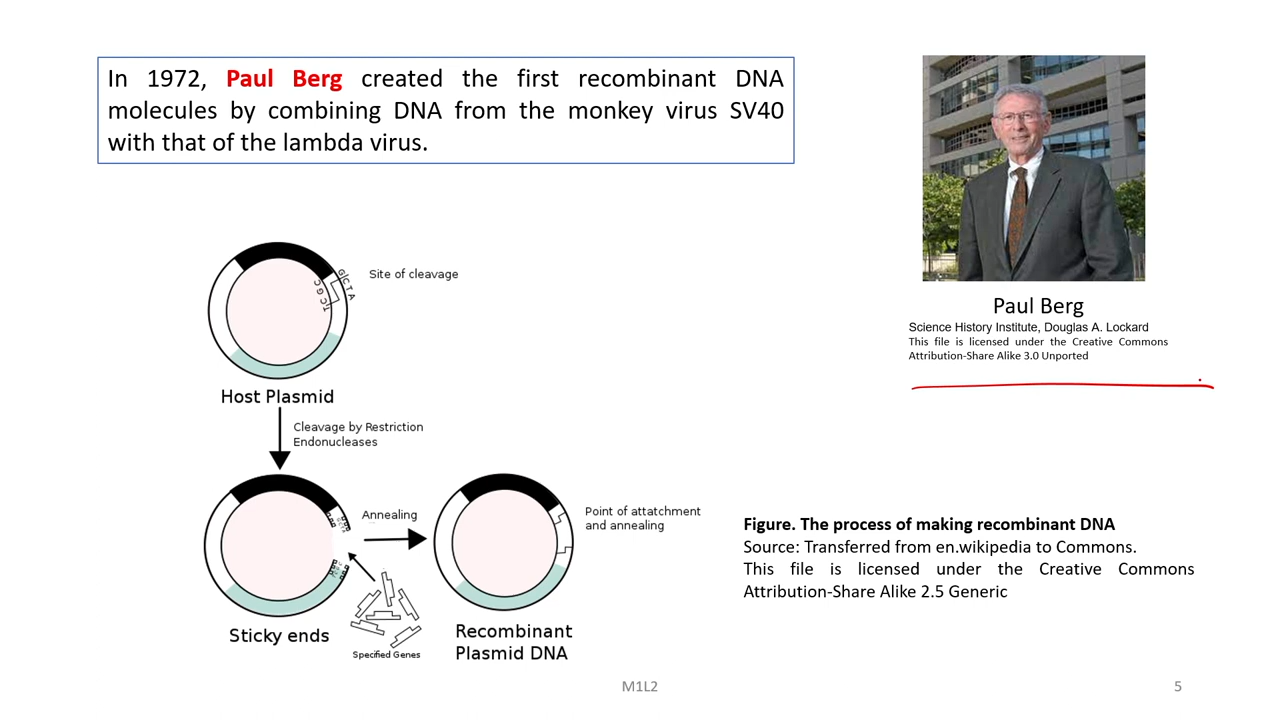 In 1972, Paul Berg created the first recombinant DNA
molecules by combining DNA from the monkey virus SV40
with that of the lambda virus.
Paul Berg
Science History Institute, Douglas A. Lockard
This file is licensed under the Creative Commons
Attribution-Share Alike 3.0 Unported
Site of cleavage
Host Plasmid
Cleavage by Restriction
Endonucleases
Annealing
Point of attatchment
and annealing
Sticky ends
Specified Genes
Recombinant
Plasmid DNA
Figure. The process of making recombinant DNA
Source: Transferred from en.wikipedia to Commons.
This file is licensed under the Creative Commons
Attribution-Share Alike 2.5 Generic
M1L2
5